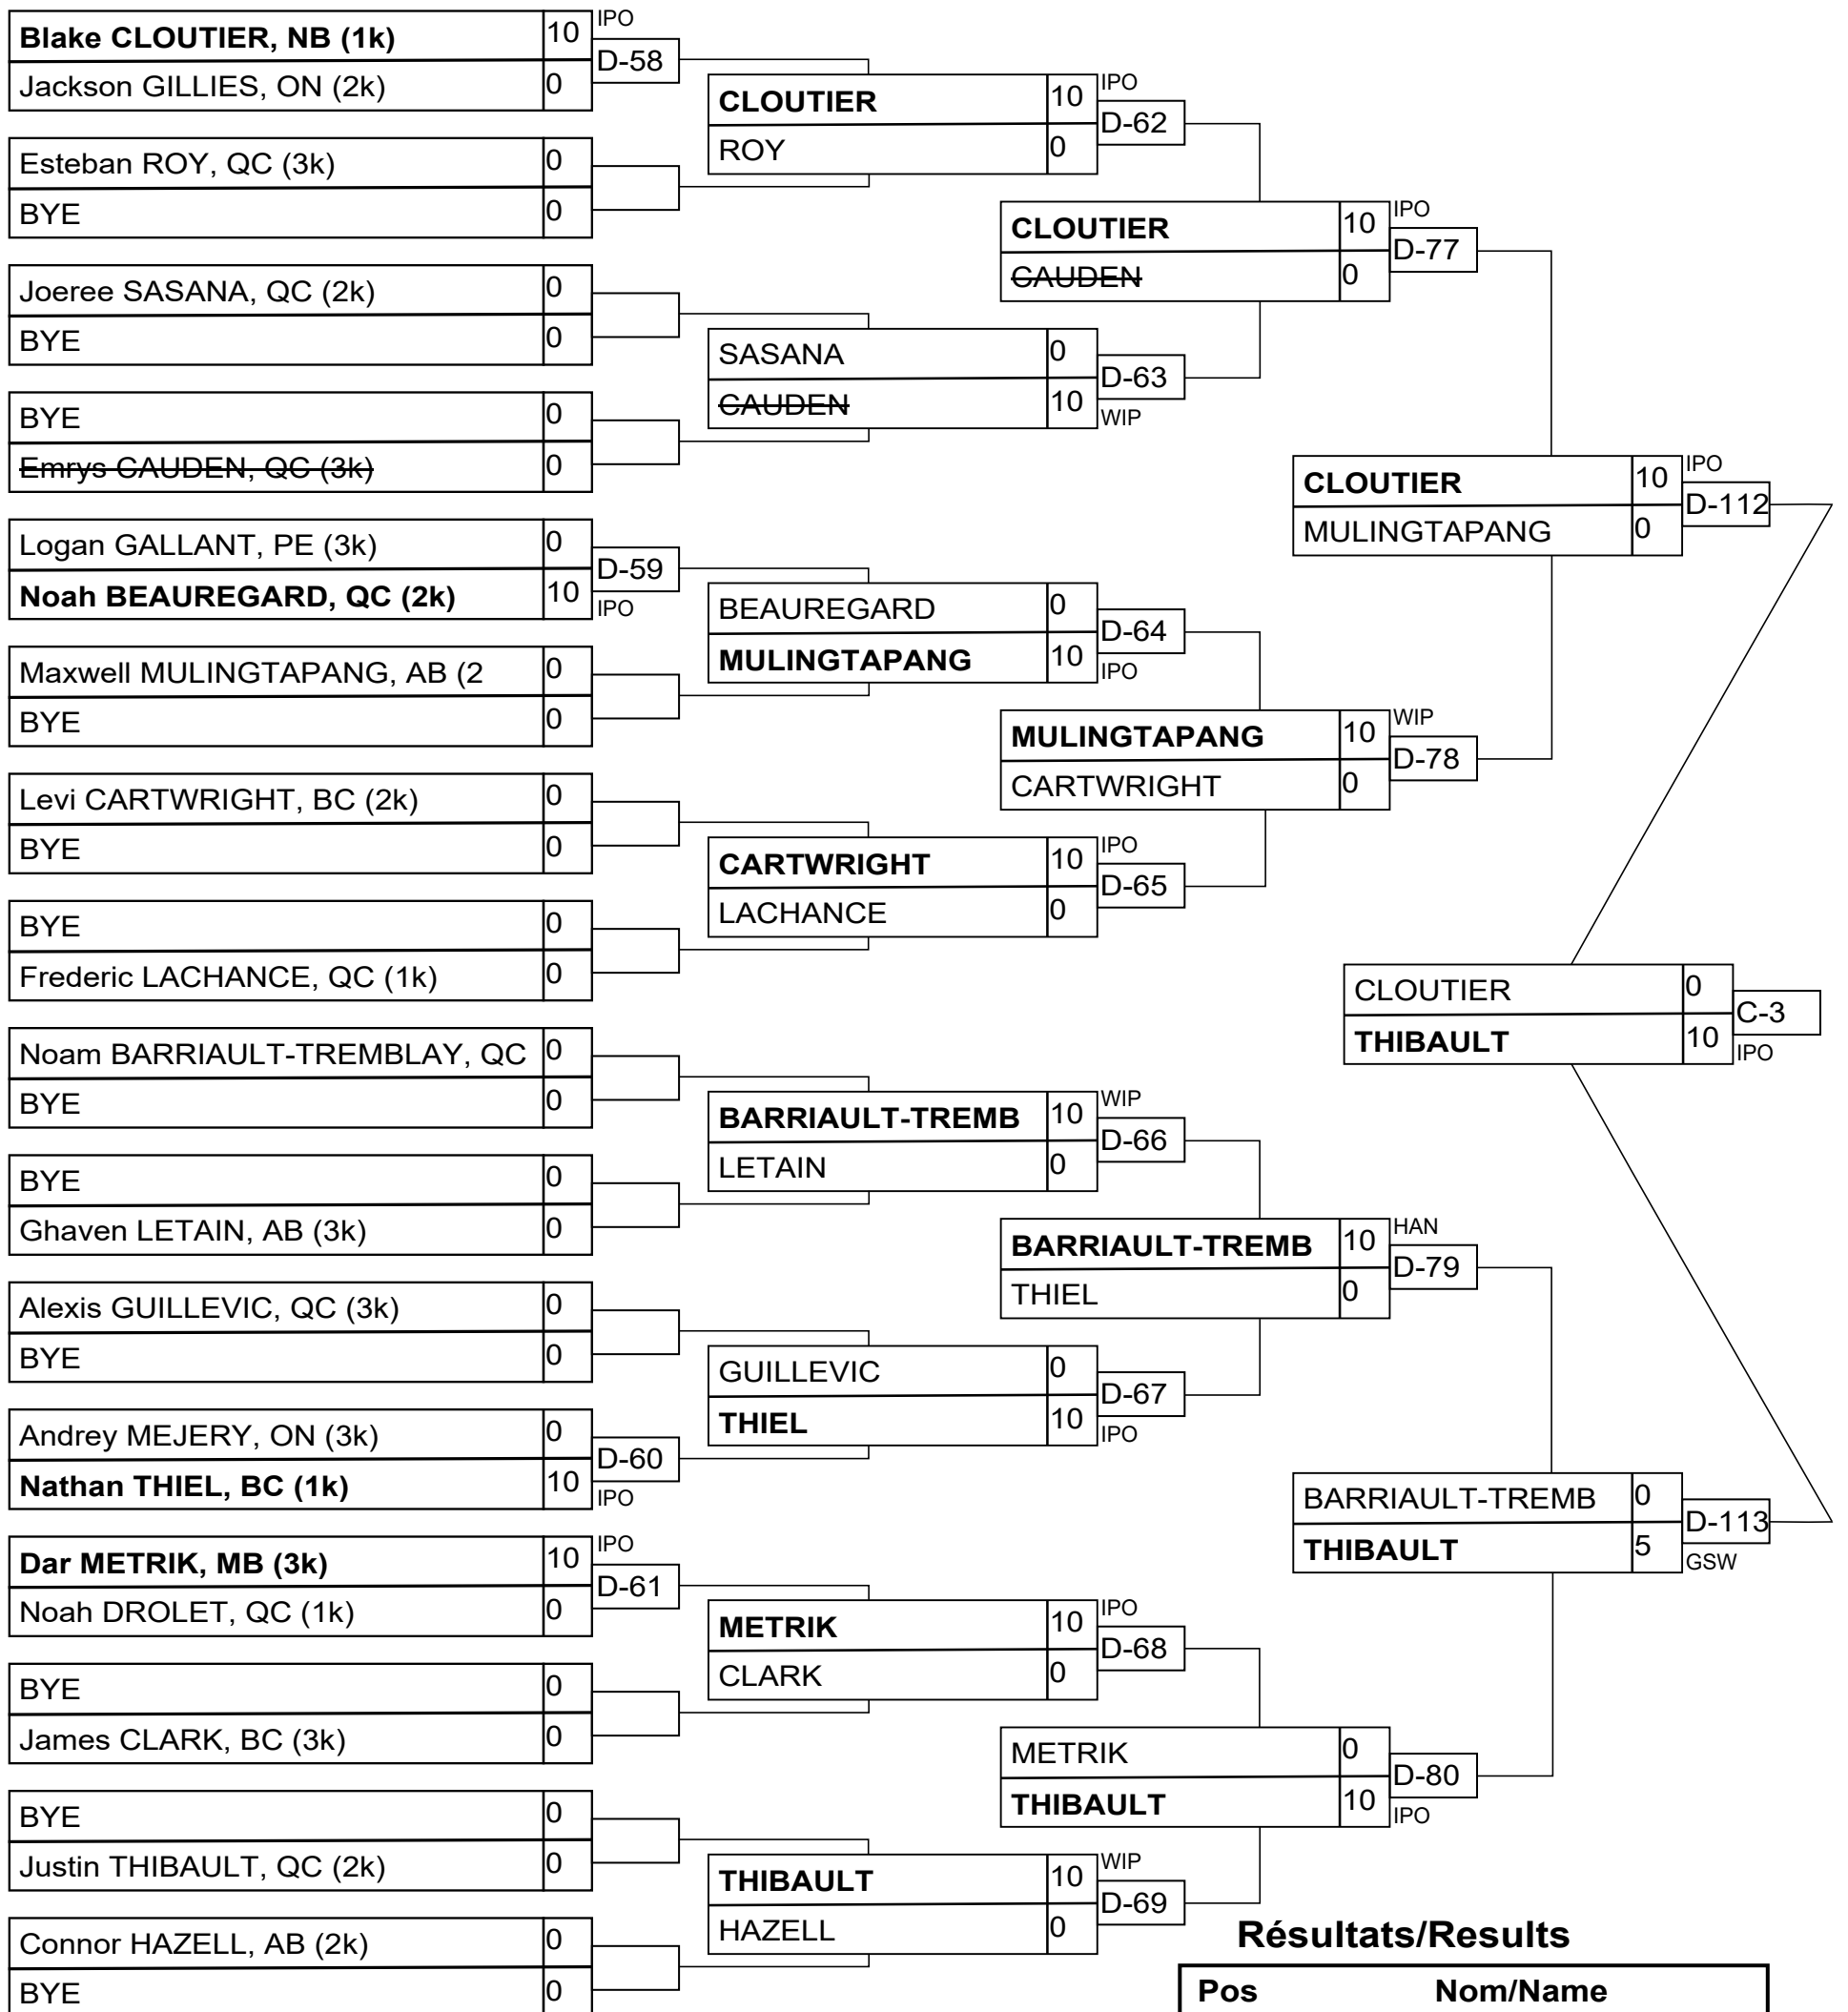 Blake CLOUTIER, NB (1k) 10 IPO
D-58
Jackson GILLIES, ON (2k) 0
Esteban ROY, QC (3k) 0
BYE 0
Joeree SASANA, QC (2k) 0
BYE 0
BYE 0
Emrys CAUDEN, QC (3k) 0
Logan GALLANT, PE (3k) 0
D-59
Noah BEAUREGARD, QC (2k) 10 IPO
Maxwell MULINGTAPANG, AB (2 0
BYE 0
Levi CARTWRIGHT, BC (2k) 0
BYE 0
BYE 0
Frederic LACHANCE, QC (1k) 0
Noam BARRIAULT-TREMBLAY, QC 0
BYE 0
BYE 0
Ghaven LETAIN, AB (3k) 0
Alexis GUILLEVIC, QC (3k) 0
BYE 0
Andrey MEJERY, ON (3k) 0
D-60
Nathan THIEL, BC (1k) 10 IPO
Dar METRIK, MB (3k) 10 IPO
D-61
Noah DROLET, QC (1k) 0
BYE 0
James CLARK, BC (3k) 0
BYE 0
Justin THIBAULT, QC (2k) 0
Connor HAZELL, AB (2k) 0
BYE 0
CLOUTIER 10 IPO
D-62
ROY 0
SASANA 0
D-63
CAUDEN 10 WIP
BEAUREGARD 0
D-64
MULINGTAPANG 10 IPO
CARTWRIGHT 10 IPO
D-65
LACHANCE 0
BARRIAULT-TREMB 10 WIP
D-66
LETAIN 0
GUILLEVIC 0
D-67
THIEL 10 IPO
METRIK 10 IPO
D-68
CLARK 0
THIBAULT 10 WIP
D-69
HAZELL 0
CLOUTIER 10 IPO
D-77
CAUDEN 0
MULINGTAPANG 10 WIP
D-78
CARTWRIGHT 0
BARRIAULT-TREMB 10 HAN
D-79
THIEL 0
METRIK 0
D-80
THIBAULT 10 IPO
CLOUTIER 10 IPO
D-112
MULINGTAPANG 0
BARRIAULT-TREMB 0
D-113
THIBAULT 5 GSW
CLOUTIER 0
C-3
THIBAULT 10 IPO
Résultats/Results
Pos Nom/Name